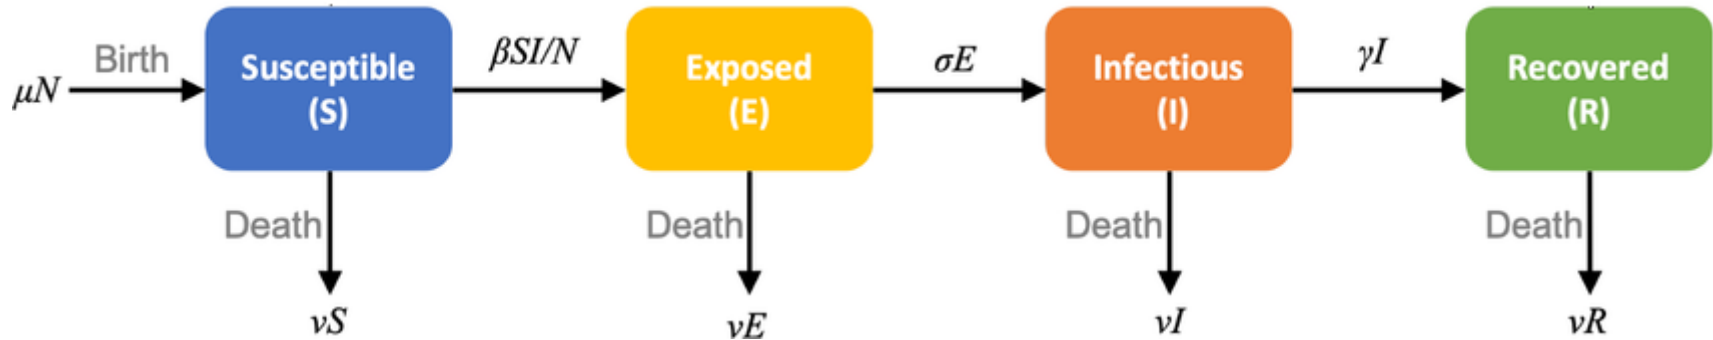 μN
Birth
Susceptible
(S)
βSI/N
Exposed
(E)
σE
Infectious
(I)
γI
Recovered
(R)
Death
Death
Death
Death
νS
νE
νI
νR